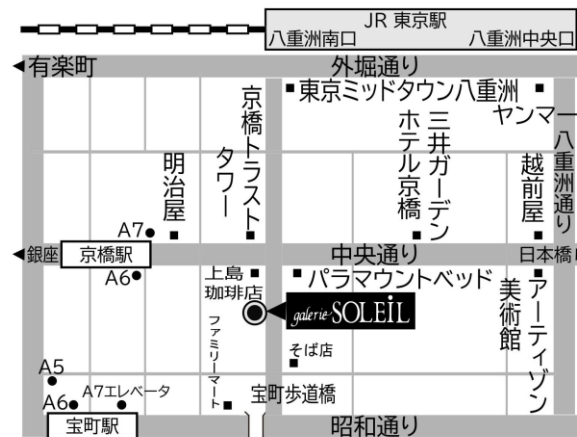 JR 東京駅
八重洲南口
八重洲中央口
有楽町
外堀通り
東京ミッドタウン八重洲
ヤンマー
京橋トラスト
タワー
三井ガーデン
ホテル京橋
八重洲通り
明治屋
越前屋
A7
銀座
京橋駅
中央通り
日本橋
A6
上島
珈琲店
パラマウントベッド
galerie SOLEIL
アーティゾン
美術館
ファミリーマート
そば店
A5
A6
A7エレベータ
宝町歩道橋
宝町駅
昭和通り